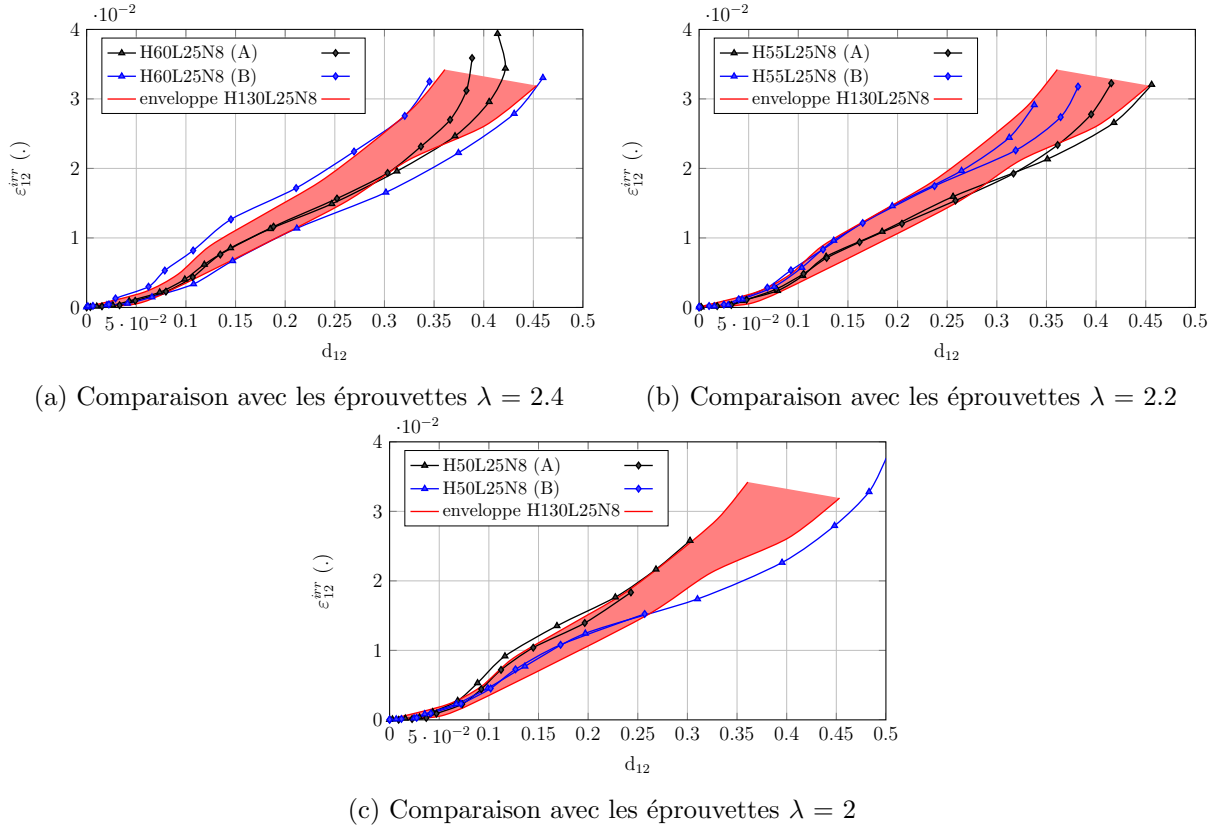 ·10⁻²
4
3
2
1
0
ε₁₂ⁱʳʳ (.)
H60L25N8 (A)
H60L25N8 (B)
enveloppe H130L25N8
0 5 · 10⁻² 0.1 0.15 0.2 0.25 0.3 0.35 0.4 0.45 0.5
d₁₂
(a) Comparaison avec les éprouvettes λ = 2.4
·10⁻²
4
3
2
1
0
ε₁₂ⁱʳʳ (.)
H55L25N8 (A)
H55L25N8 (B)
enveloppe H130L25N8
0 5 · 10⁻² 0.1 0.15 0.2 0.25 0.3 0.35 0.4 0.45 0.5
d₁₂
(b) Comparaison avec les éprouvettes λ = 2.2
·10⁻²
4
3
2
1
0
ε₁₂ⁱʳʳ (.)
H50L25N8 (A)
H50L25N8 (B)
enveloppe H130L25N8
0 5 · 10⁻² 0.1 0.15 0.2 0.25 0.3 0.35 0.4 0.45 0.5
d₁₂
(c) Comparaison avec les éprouvettes λ = 2